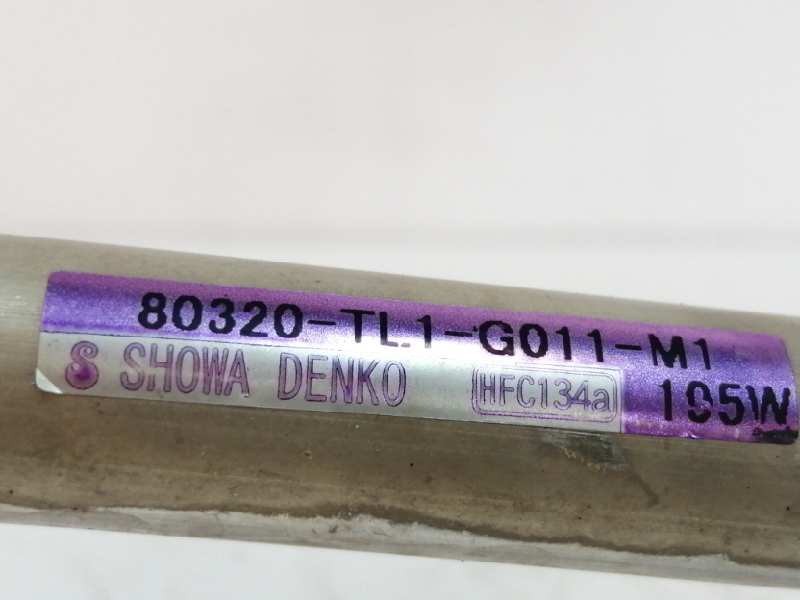 80320-TL1-G011-M1
S SHOWA DENKO HFC134a 195W